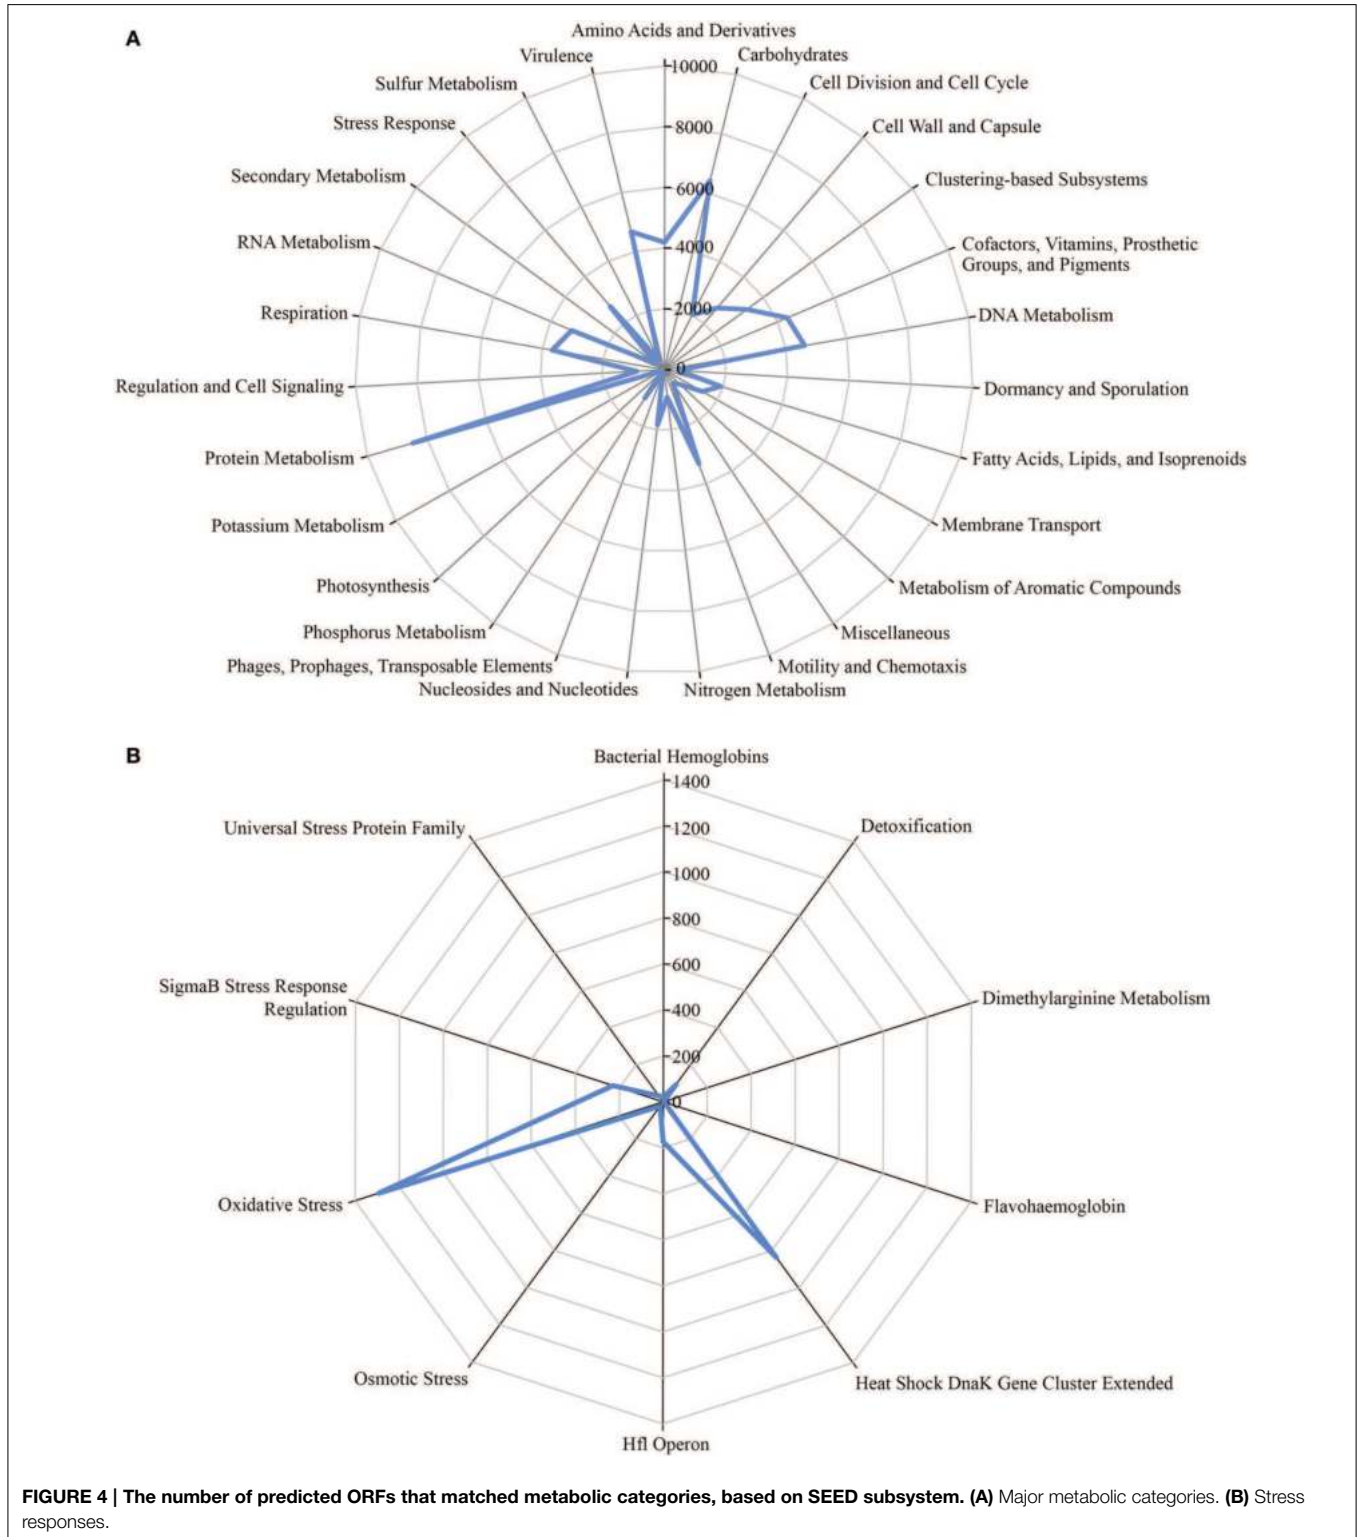 A
Amino Acids and Derivatives
Virulence
Carbohydrates
10000
Sulfur Metabolism
Cell Division and Cell Cycle
Stress Response
8000
Cell Wall and Capsule
Secondary Metabolism
6000
Clustering-based Subsystems
RNA Metabolism
4000
Cofactors, Vitamins, Prosthetic
Groups, and Pigments
Respiration
2000
DNA Metabolism
0
Regulation and Cell Signaling
Dormancy and Sporulation
Protein Metabolism
Fatty Acids, Lipids, and Isoprenoids
Potassium Metabolism
Membrane Transport
Photosynthesis
Metabolism of Aromatic Compounds
Phosphorus Metabolism
Miscellaneous
Phages, Prophages, Transposable Elements
Motility and Chemotaxis
Nucleosides and Nucleotides
Nitrogen Metabolism
B
Bacterial Hemoglobins
1400
Universal Stress Protein Family
1200
Detoxification
1000
800
600
SigmaB Stress Response
Regulation
400
Dimethylarginine Metabolism
200
0
Oxidative Stress
Flavohaemoglobin
Osmotic Stress
Heat Shock DnaK Gene Cluster Extended
Hfl Operon
FIGURE 4 | The number of predicted ORFs that matched metabolic categories, based on SEED subsystem. (A) Major metabolic categories. (B) Stress
responses.